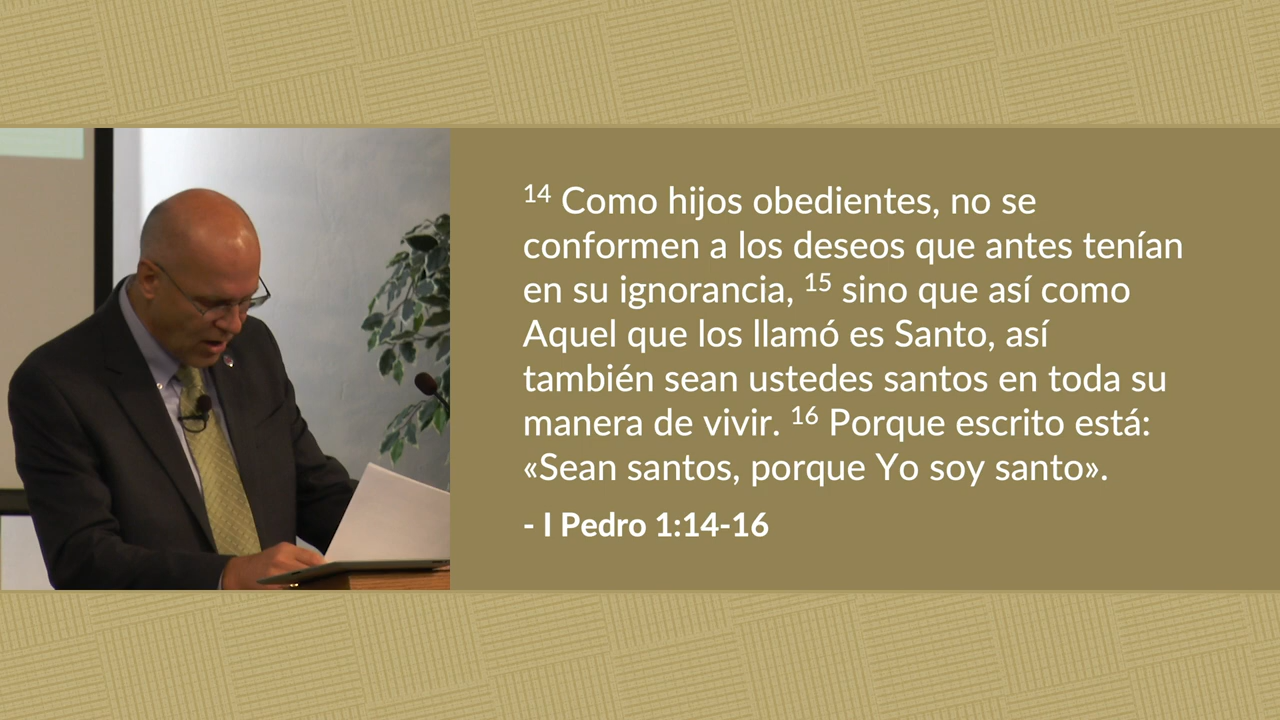 14 Como hijos obedientes, no se
conformen a los deseos que antes tenían
en su ignorancia, 15 sino que así como
Aquel que los llamó es Santo, así
también sean ustedes santos en toda su
manera de vivir. 16 Porque escrito está:
«Sean santos, porque Yo soy santo».
- I Pedro 1:14-16